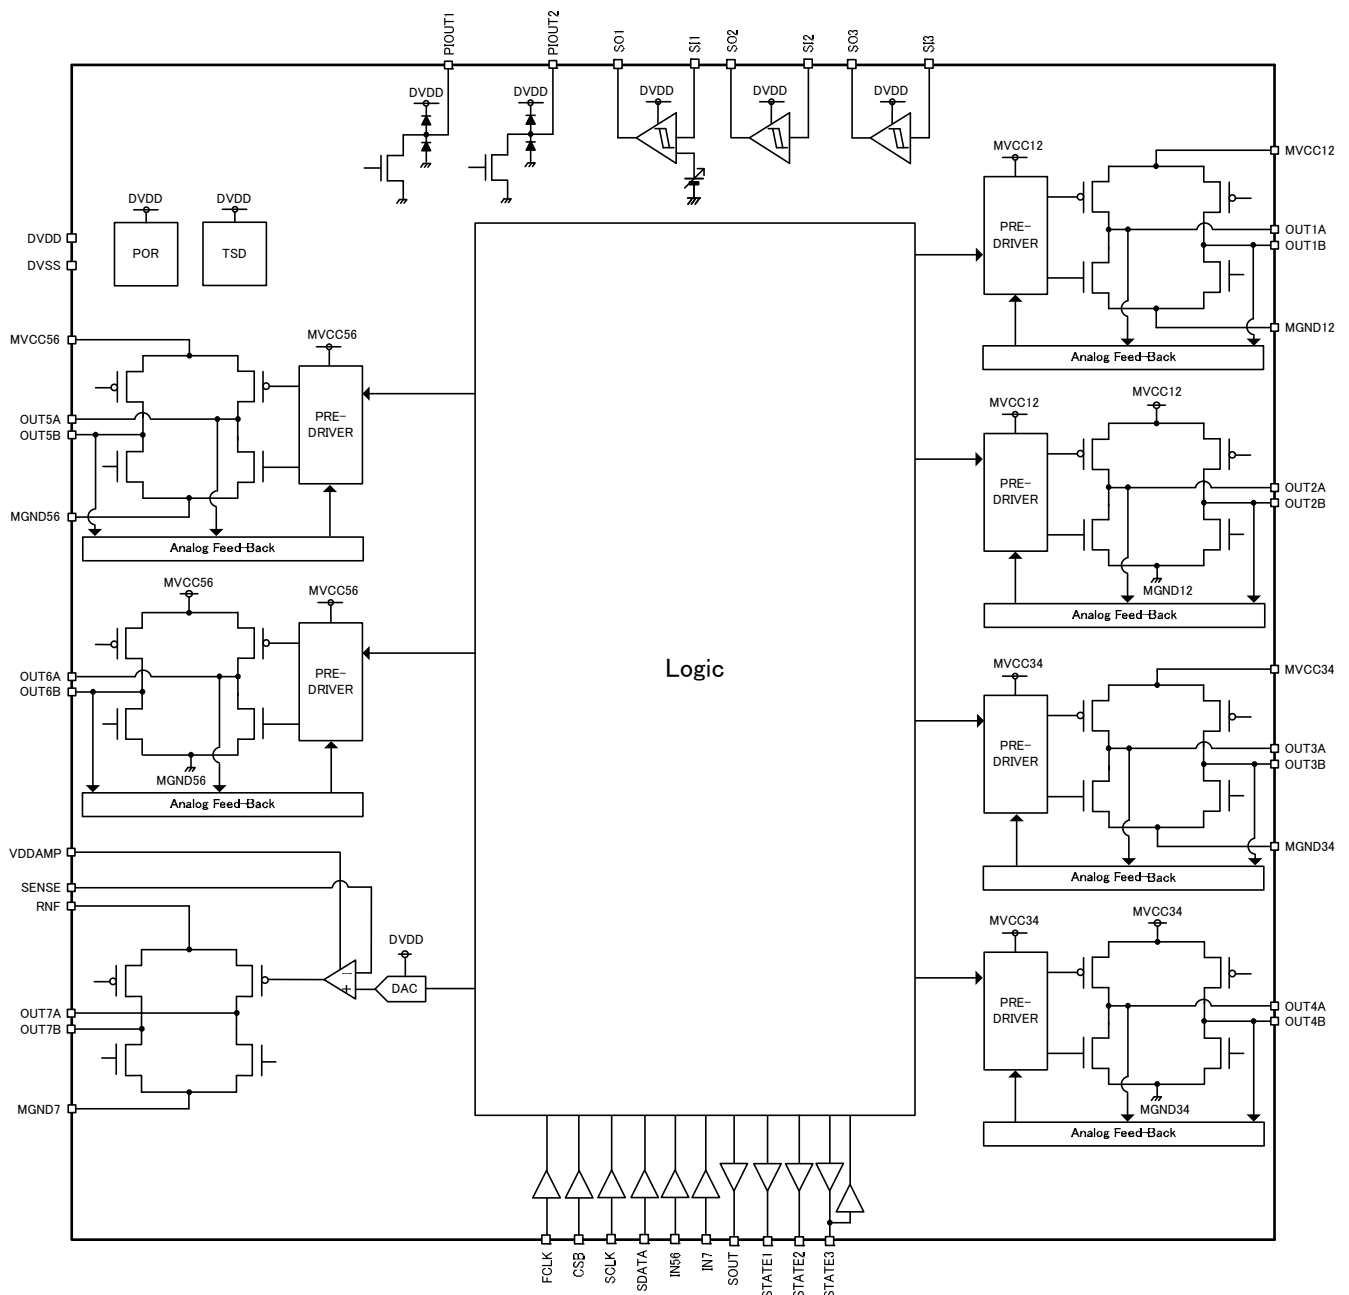 PIOUT1
PIOUT2
SO1
SI1
SO2
SI2
SO3
SI3
DVDD
DVDD
DVDD
DVDD
DVDD
MVCC12
MVCC12
PRE-
DRIVER
OUT1A
OUT1B
MGND12
Analog Feed-Back
DVDD
DVDD
DVDD
DVSS
POR
TSD
MVCC56
MVCC56
PRE-
DRIVER
OUT5A
OUT5B
MGND56
Analog Feed-Back
MVCC12
MVCC12
PRE-
DRIVER
OUT2A
OUT2B
MGND12
Analog Feed-Back
MVCC56
MVCC56
PRE-
DRIVER
OUT6A
OUT6B
MGND56
Analog Feed-Back
Logic
MVCC34
MVCC34
PRE-
DRIVER
OUT3A
OUT3B
MGND34
Analog Feed-Back
VDDAMP
SENSE
RNF
DVDD
DAC
− 
+
OUT7A
OUT7B
MGND7
MVCC34
MVCC34
PRE-
DRIVER
OUT4A
OUT4B
MGND34
Analog Feed-Back
FCLK
CSB
SCLK
SDATA
IN56
IN7
SOUT
STATE1
STATE2
STATE3